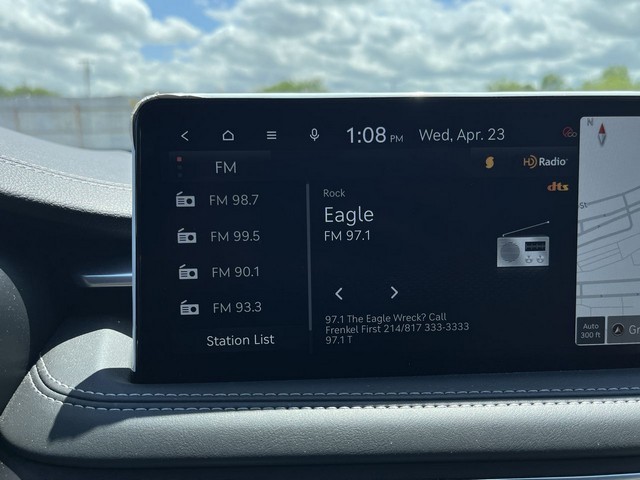 1:08 PM Wed, Apr. 23
FM
HD Radio
dts
FM 98.7
FM 99.5
FM 90.1
FM 93.3
Station List
Rock
Eagle
FM 97.1
97.1 The Eagle Wreck? Call
Frenkel First 214/817 333-3333
97.1 T
N
Auto
300 ft
Gr